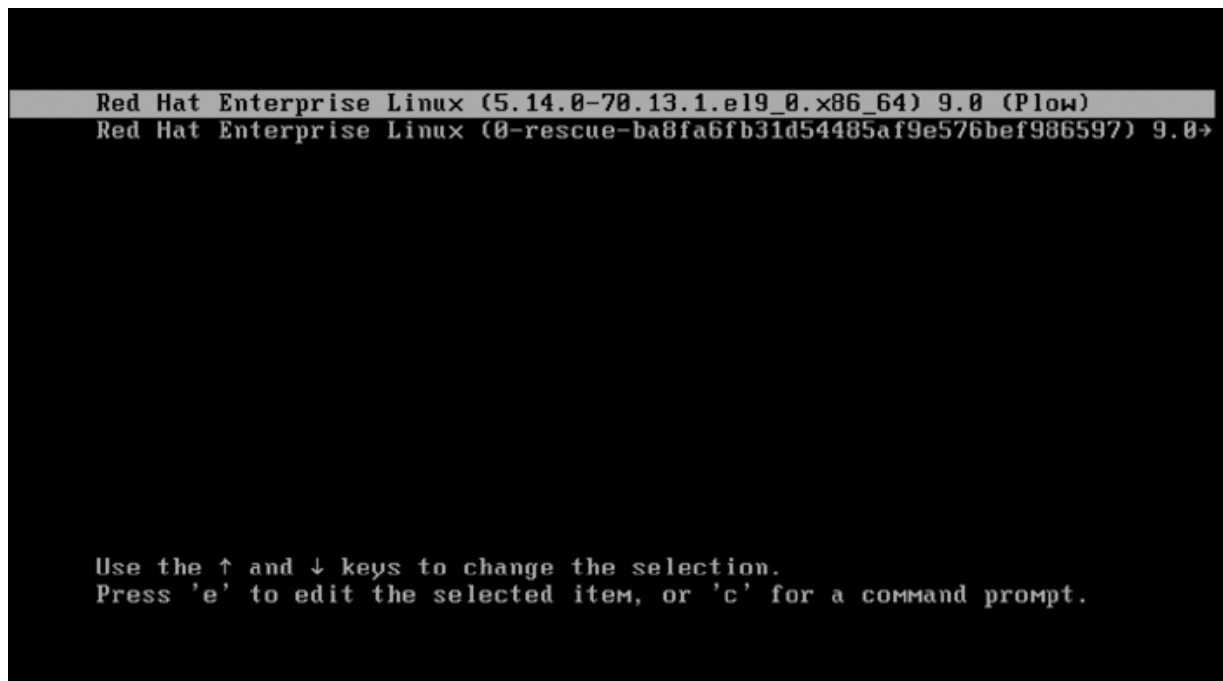 Red Hat Enterprise Linux (5.14.0-70.13.1.el9_0.x86_64) 9.0 (Plow)
Red Hat Enterprise Linux (0-rescue-ba8fa6fb31d54485af9e576bef986597) 9.0→
Use the ↑ and ↓ keys to change the selection.
Press 'e' to edit the selected item, or 'c' for a command prompt.